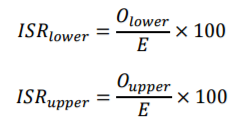 ISR_lower = O_lower / E × 100
ISR_upper = O_upper / E × 100